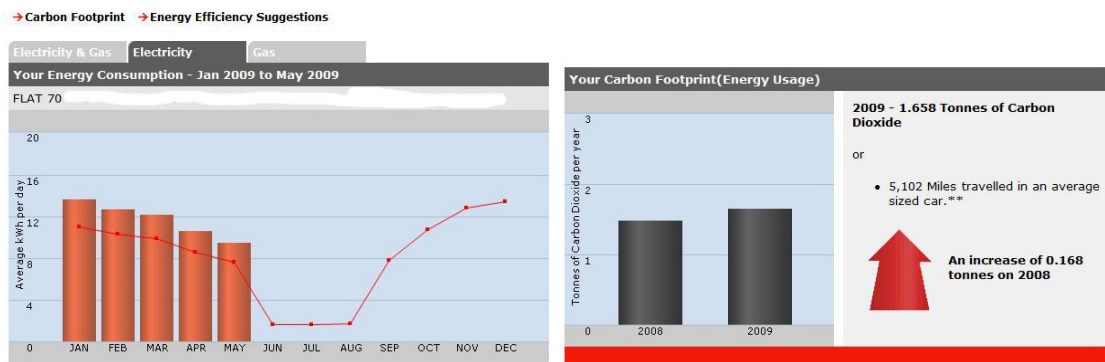 → Carbon Footprint → Energy Efficiency Suggestions
Electricity & Gas Electricity Gas
Your Energy Consumption - Jan 2009 to May 2009
FLAT 70
Average kWh per day
20
16
12
8
4
0
JAN FEB MAR APR MAY JUN JUL AUG SEP OCT NOV DEC
Your Carbon Footprint(Energy Usage)
Tonnes of Carbon Dioxide per year
3
2
1
0
2008 2009
2009 - 1.658 Tonnes of Carbon
Dioxide
or
• 5,102 Miles travelled in an average
sized car.**
An increase of 0.168
tonnes on 2008